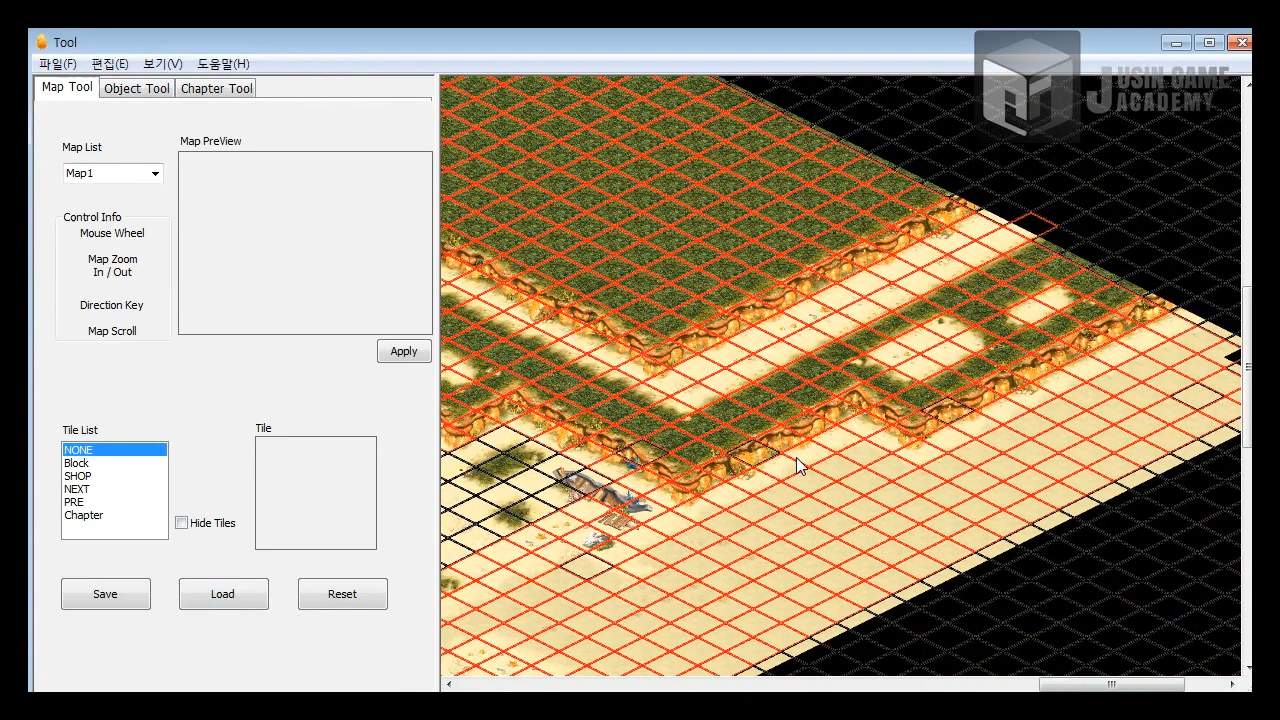 Tool
파일(F) 편집(E) 보기(V) 도움말(H)
JUSIN GAME
ACADEMY
Map Tool Object Tool Chapter Tool
Map List
Map PreView
Map1
Control Info
Mouse Wheel
Map Zoom
In / Out
Direction Key
Map Scroll
Apply
Tile List
Tile
NONE
Block
SHOP
NEXT
PRE
Chapter
Hide Tiles
Save Load Reset